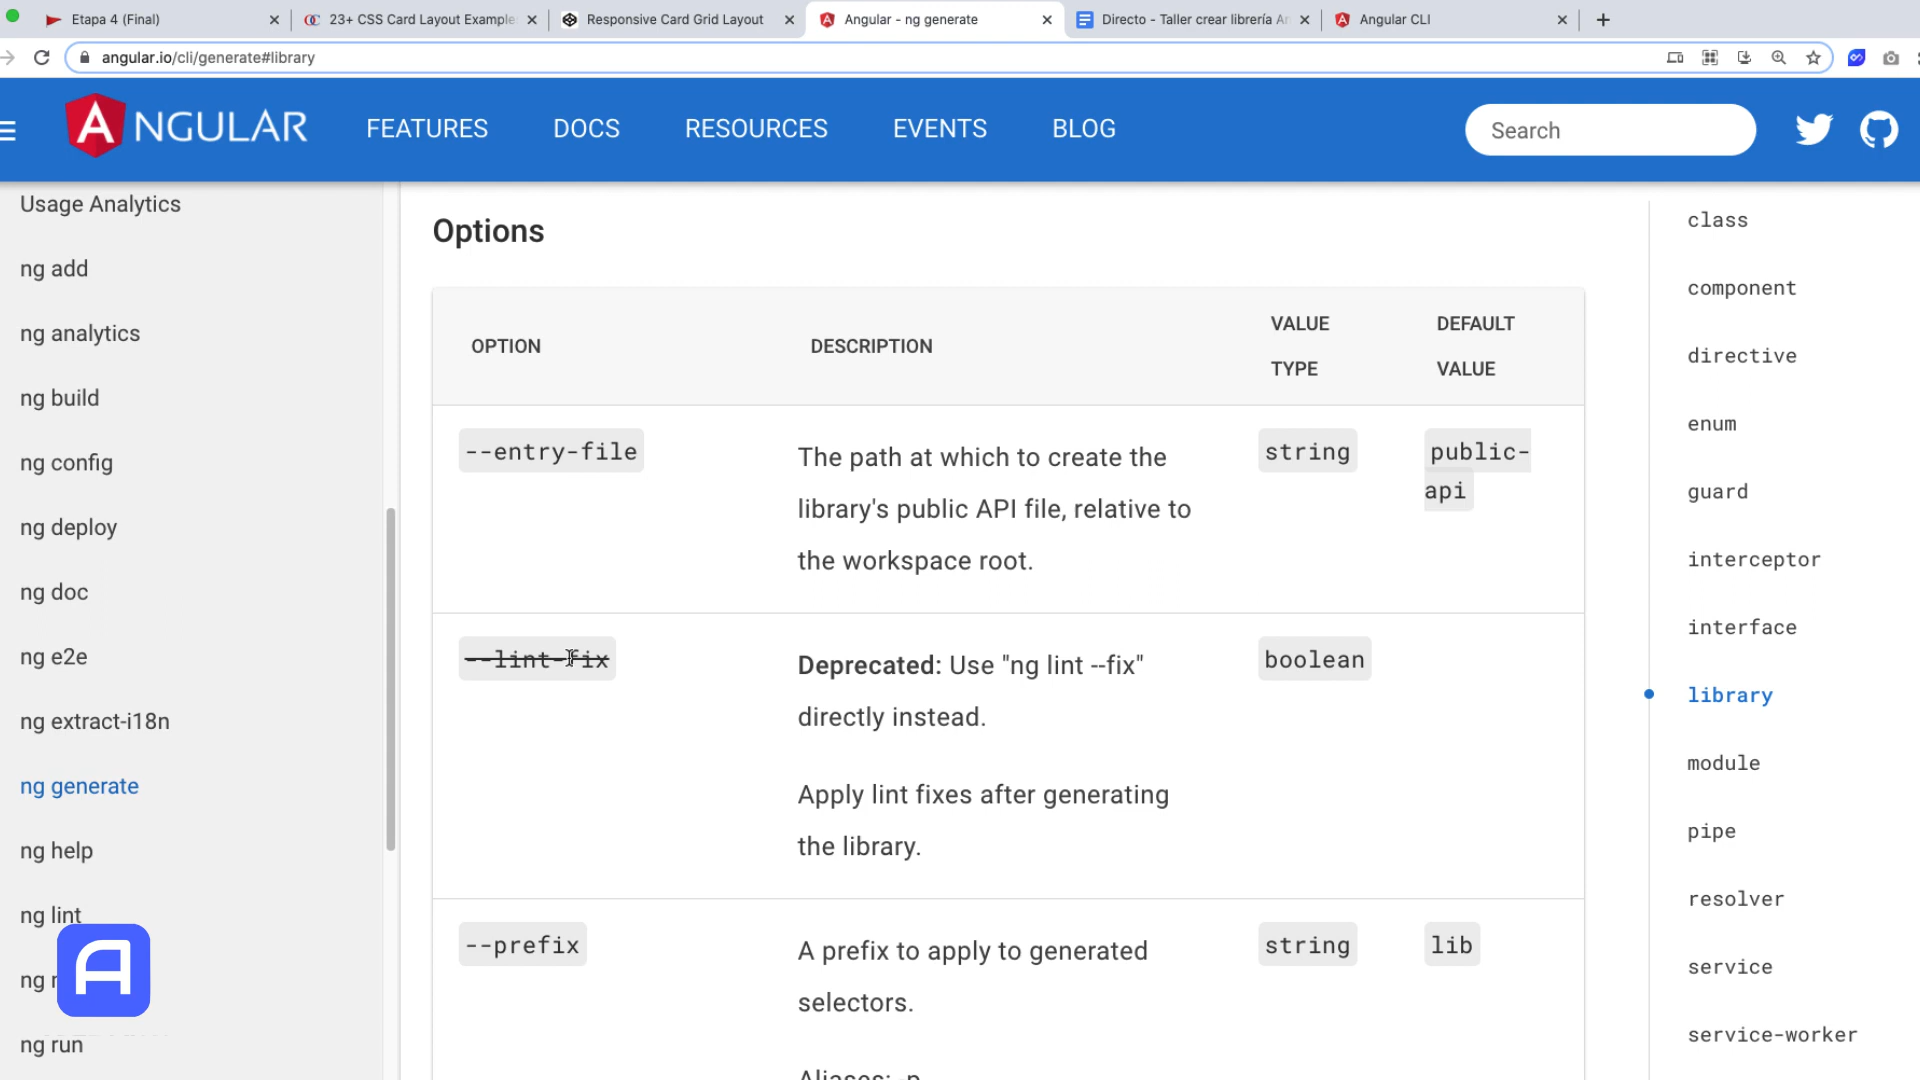 Etapa 4 (Final)
23+ CSS Card Layout Example
Responsive Card Grid Layout
Angular - ng generate
Directo - Taller crear librería An
Angular CLI
angular.io/cli/generate#library
ANGULAR
FEATURES
DOCS
RESOURCES
EVENTS
BLOG
Search
Usage Analytics
ng add
ng analytics
ng build
ng config
ng deploy
ng doc
ng e2e
ng extract-i18n
ng generate
ng help
ng lint
ng
ng run
Options
OPTION
DESCRIPTION
VALUE
TYPE
DEFAULT
VALUE
--entry-file
The path at which to create the
library's public API file, relative to
the workspace root.
string
public-
api
--lint-fix
Deprecated: Use "ng lint --fix"
directly instead.
Apply lint fixes after generating
the library.
boolean
--prefix
A prefix to apply to generated
selectors.
Aliases: -p
string
lib
class
component
directive
enum
guard
interceptor
interface
library
module
pipe
resolver
service
service-worker